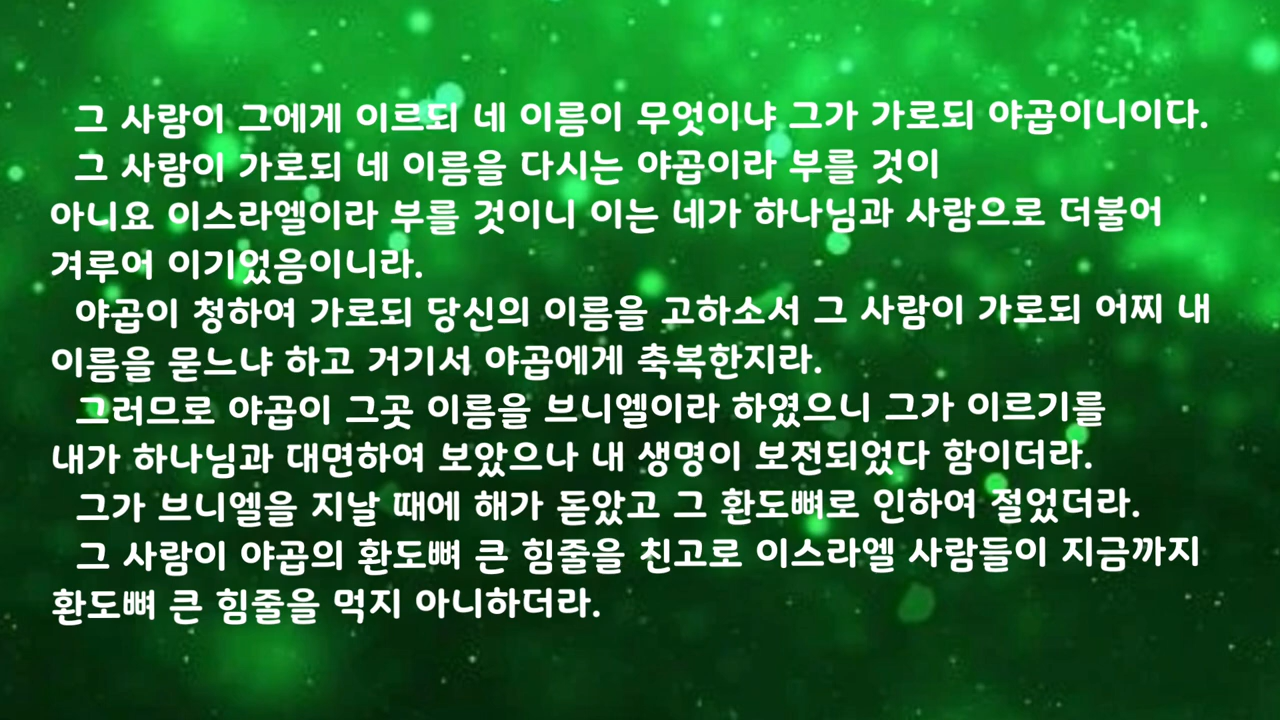 그 사람이 그에게 이르되 네 이름이 무엇이냐 그가 가로되 야곱이니이다.
그 사람이 가로되 네 이름을 다시는 야곱이라 부를 것이
아니요 이스라엘이라 부를 것이니 이는 네가 하나님과 사람으로 더불어
겨루어 이기었음이니라.
야곱이 청하여 가로되 당신의 이름을 고하소서 그 사람이 가로되 어찌 내
이름을 묻느냐 하고 거기서 야곱에게 축복한지라.
그러므로 야곱이 그곳 이름을 브니엘이라 하였으니 그가 이르기를
내가 하나님과 대면하여 보았으나 내 생명이 보전되었다 함이더라.
그가 브니엘을 지날 때에 해가 돋았고 그 환도뼈로 인하여 절었더라.
그 사람이 야곱의 환도뼈 큰 힘줄을 친고로 이스라엘 사람들이 지금까지
환도뼈 큰 힘줄을 먹지 아니하더라.